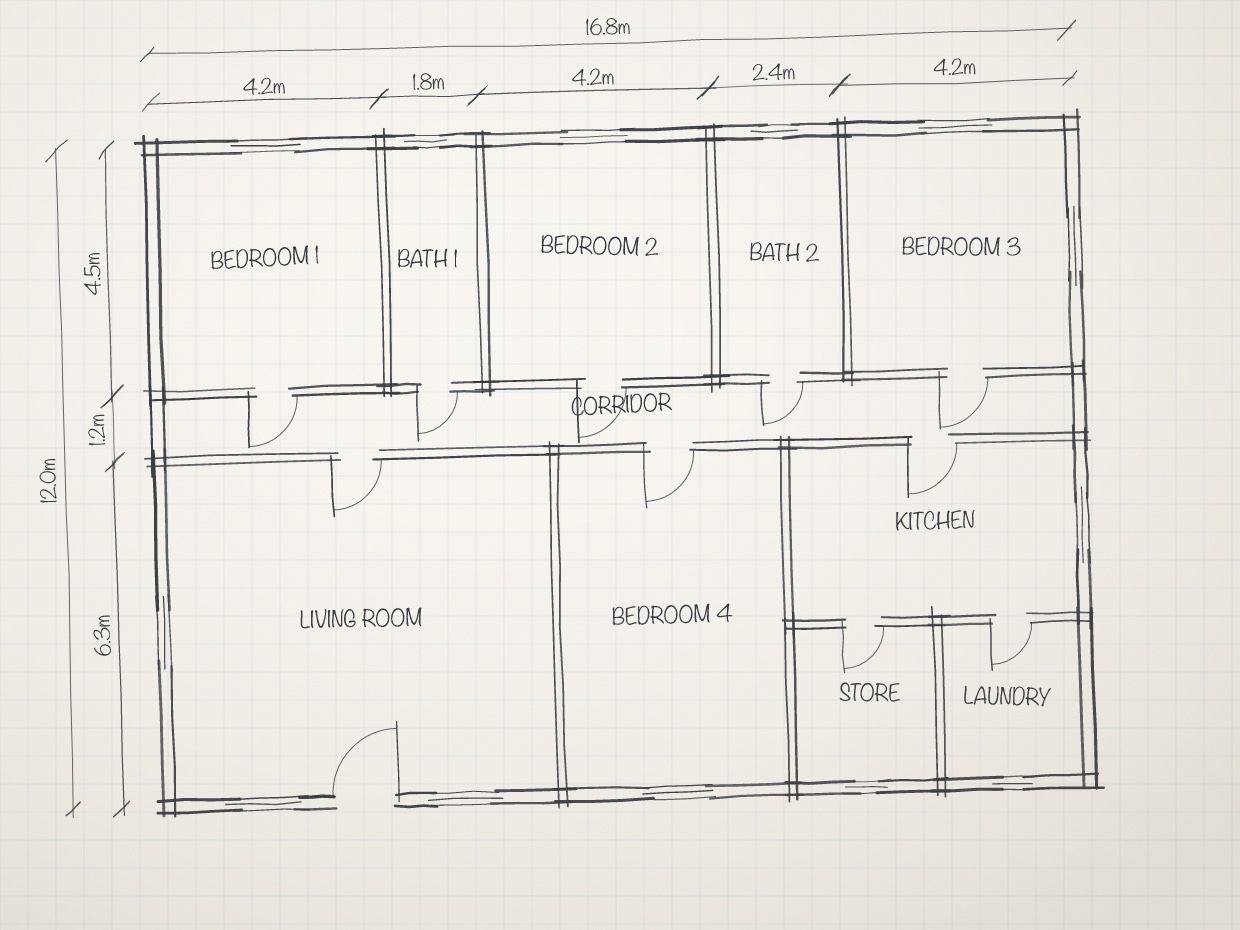 16.8m
4.2m
1.8m
4.2m
2.4m
4.2m
4.5m
1.2m
12.0m
6.3m
BEDROOM 1
BATH 1
BEDROOM 2
BATH 2
BEDROOM 3
CORRIDOR
KITCHEN
LIVING ROOM
BEDROOM 4
STORE
LAUNDRY